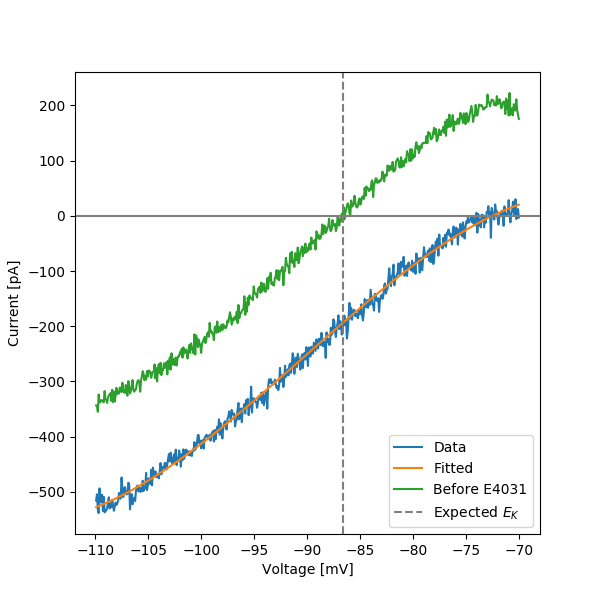 200
100
0
−100
−200
−300
−400
−500
Current [pA]
−110 −105 −100 −95 −90 −85 −80 −75 −70
Voltage [mV]
Data
Fitted
Before E4031
Expected E_K